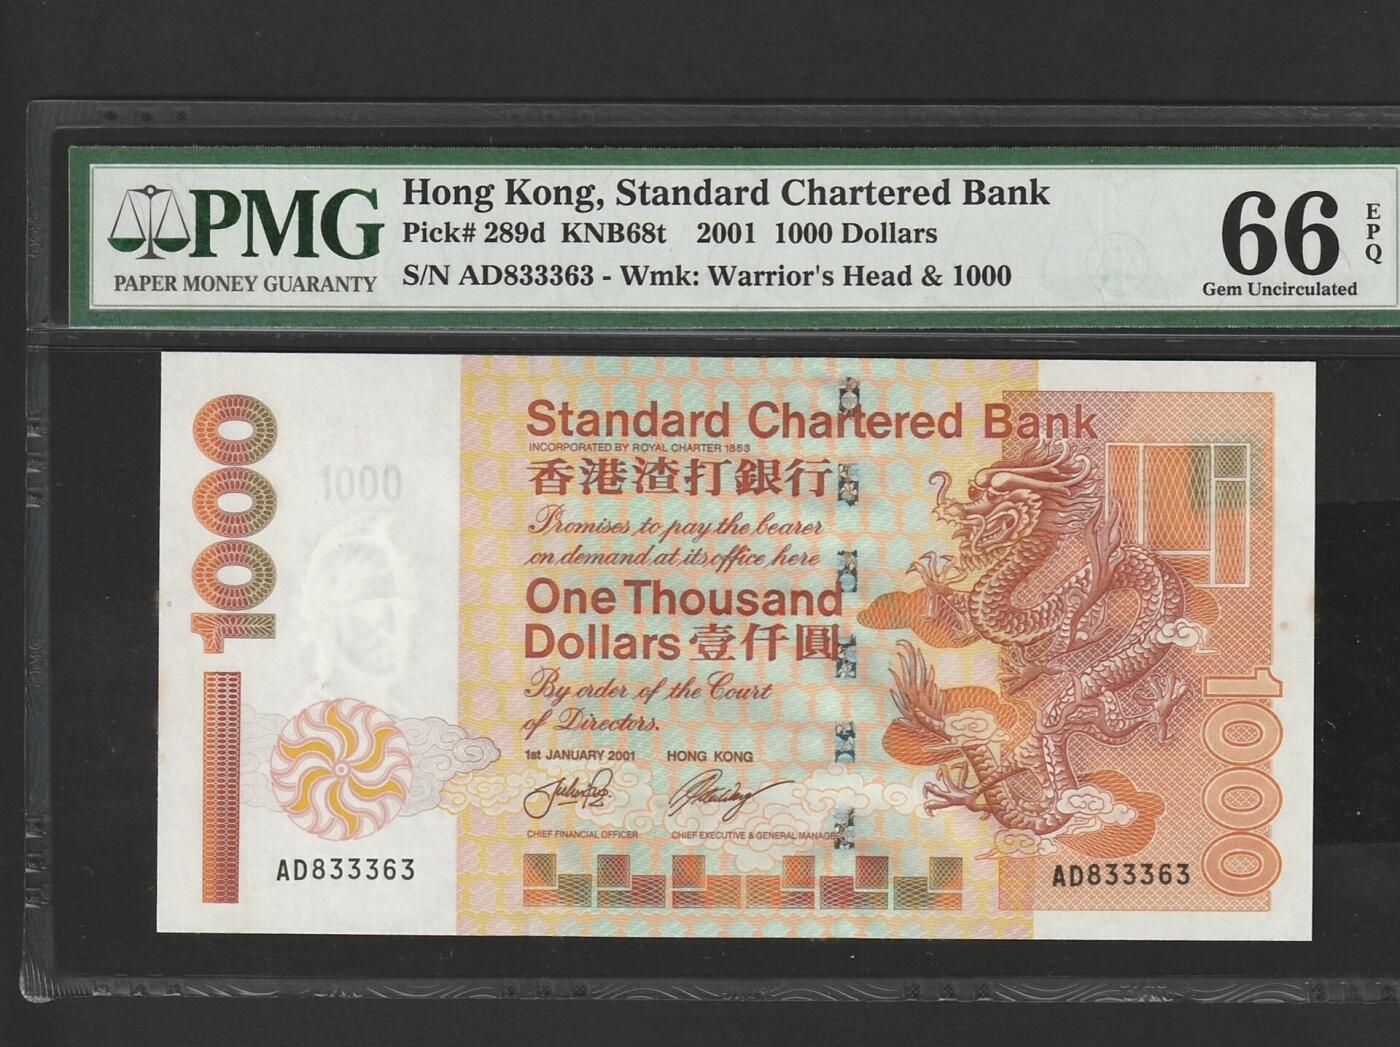 PMG
PAPER MONEY GUARANTY
Hong Kong, Standard Chartered Bank
Pick# 289d KNB68t 2001 1000 Dollars
S/N AD833363 - Wmk: Warrior's Head & 1000
66
EPQ
Gem Uncirculated
1000
1000
Standard Chartered Bank
INCORPORATED BY ROYAL CHARTER 1853
香港渣打銀行
Promises to pay the bearer
on demand at its office here
One Thousand
Dollars 壹仟圓
By order of the Court
of Directors.
1st JANUARY 2001 HONG KONG
CHIEF FINANCIAL OFFICER CHIEF EXECUTIVE & GENERAL MANAGER
AD833363
AD833363
1000